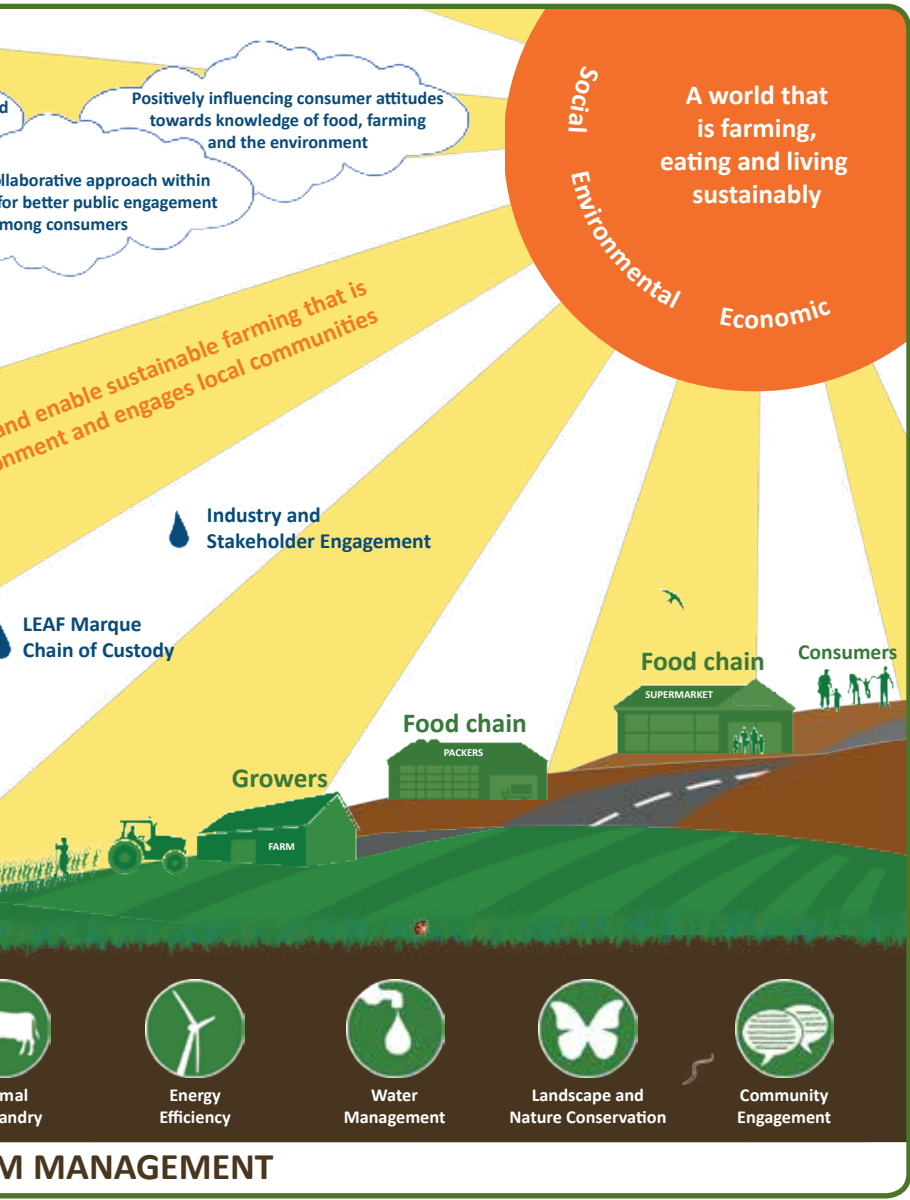 d
Positively influencing consumer attitudes
towards knowledge of food, farming
and the environment
ollaborative approach within
for better public engagement
mong consumers
Social
Environmental
Economic
A world that
is farming,
eating and living
sustainably
and enable sustainable farming that is
onment and engages local communities
Industry and
Stakeholder Engagement
LEAF Marque
Chain of Custody
Consumers
Food chain
SUPERMARKET
Food chain
PACKERS
Growers
FARM
mal
andry
Energy
Efficiency
Water
Management
Landscape and
Nature Conservation
Community
Engagement
M MANAGEMENT